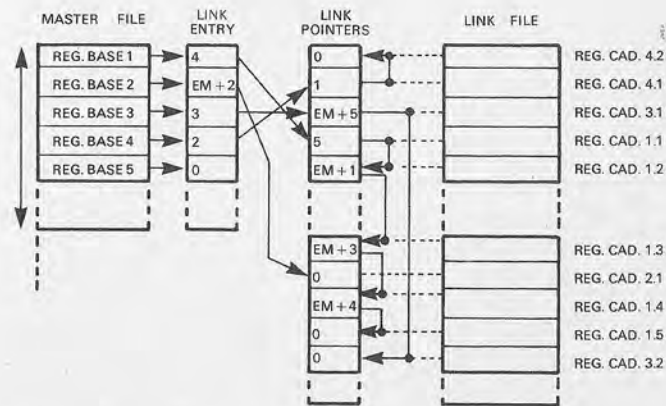 MASTER FILE
LINK ENTRY
LINK POINTERS
LINK FILE
REG. BASE 1
4
0
REG. CAD. 4.2
REG. BASE 2
EM + 2
1
REG. CAD. 4.1
REG. BASE 3
3
EM + 5
REG. CAD. 3.1
REG. BASE 4
2
5
REG. CAD. 1.1
REG. BASE 5
0
EM + 1
REG. CAD. 1.2
EM + 3
REG. CAD. 1.3
0
REG. CAD. 2.1
EM + 4
REG. CAD. 1.4
0
REG. CAD. 1.5
0
REG. CAD. 3.2